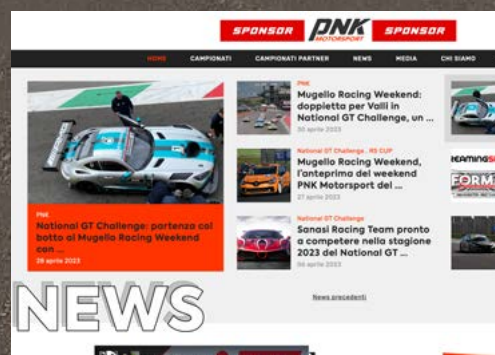 SPONSOR
PNK
MOTORSPORT
SPONSOR
HOME
CAMPIONATI
CAMPIONATI PARTNER
NEWS
MEDIA
CHI SIAMO
PNK
National GT Challenge: partenza col
botto al Mugello Racing Weekend
con ...
28 aprile 2023
PNK
Mugello Racing Weekend:
doppietta per Valli in
National GT Challenge, un ...
30 aprile 2023
National GT Challenge , RS CUP
Mugello Racing Weekend,
l'anteprima del weekend
PNK Motorsport del ...
27 aprile 2023
National GT Challenge
Sanasi Racing Team pronto
a competere nella stagione
2023 del National GT ...
06 aprile 2023
News precedenti
NEWS